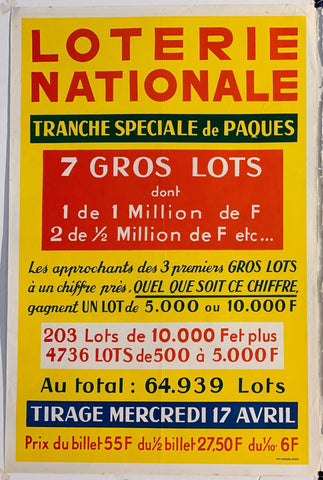 LOTERIE
NATIONALE
TRANCHE SPECIALE de PAQUES
7 GROS LOTS
dont
1 de 1 Million de F
2 de ½ Million de F etc...
Les approchants des 3 premiers GROS LOTS
à un chiffre près, QUEL QUE SOIT CE CHIFFRE,
gagnent UN LOT de 5.000 ou 10.000 F
203 Lots de 10.000 F et plus
4736 LOTS de 500 à 5.000 F
Au total : 64.939 Lots
TIRAGE MERCREDI 17 AVRIL
Prix du billet 55 F du ½ billet 27,50 F du 1/10e 6 F